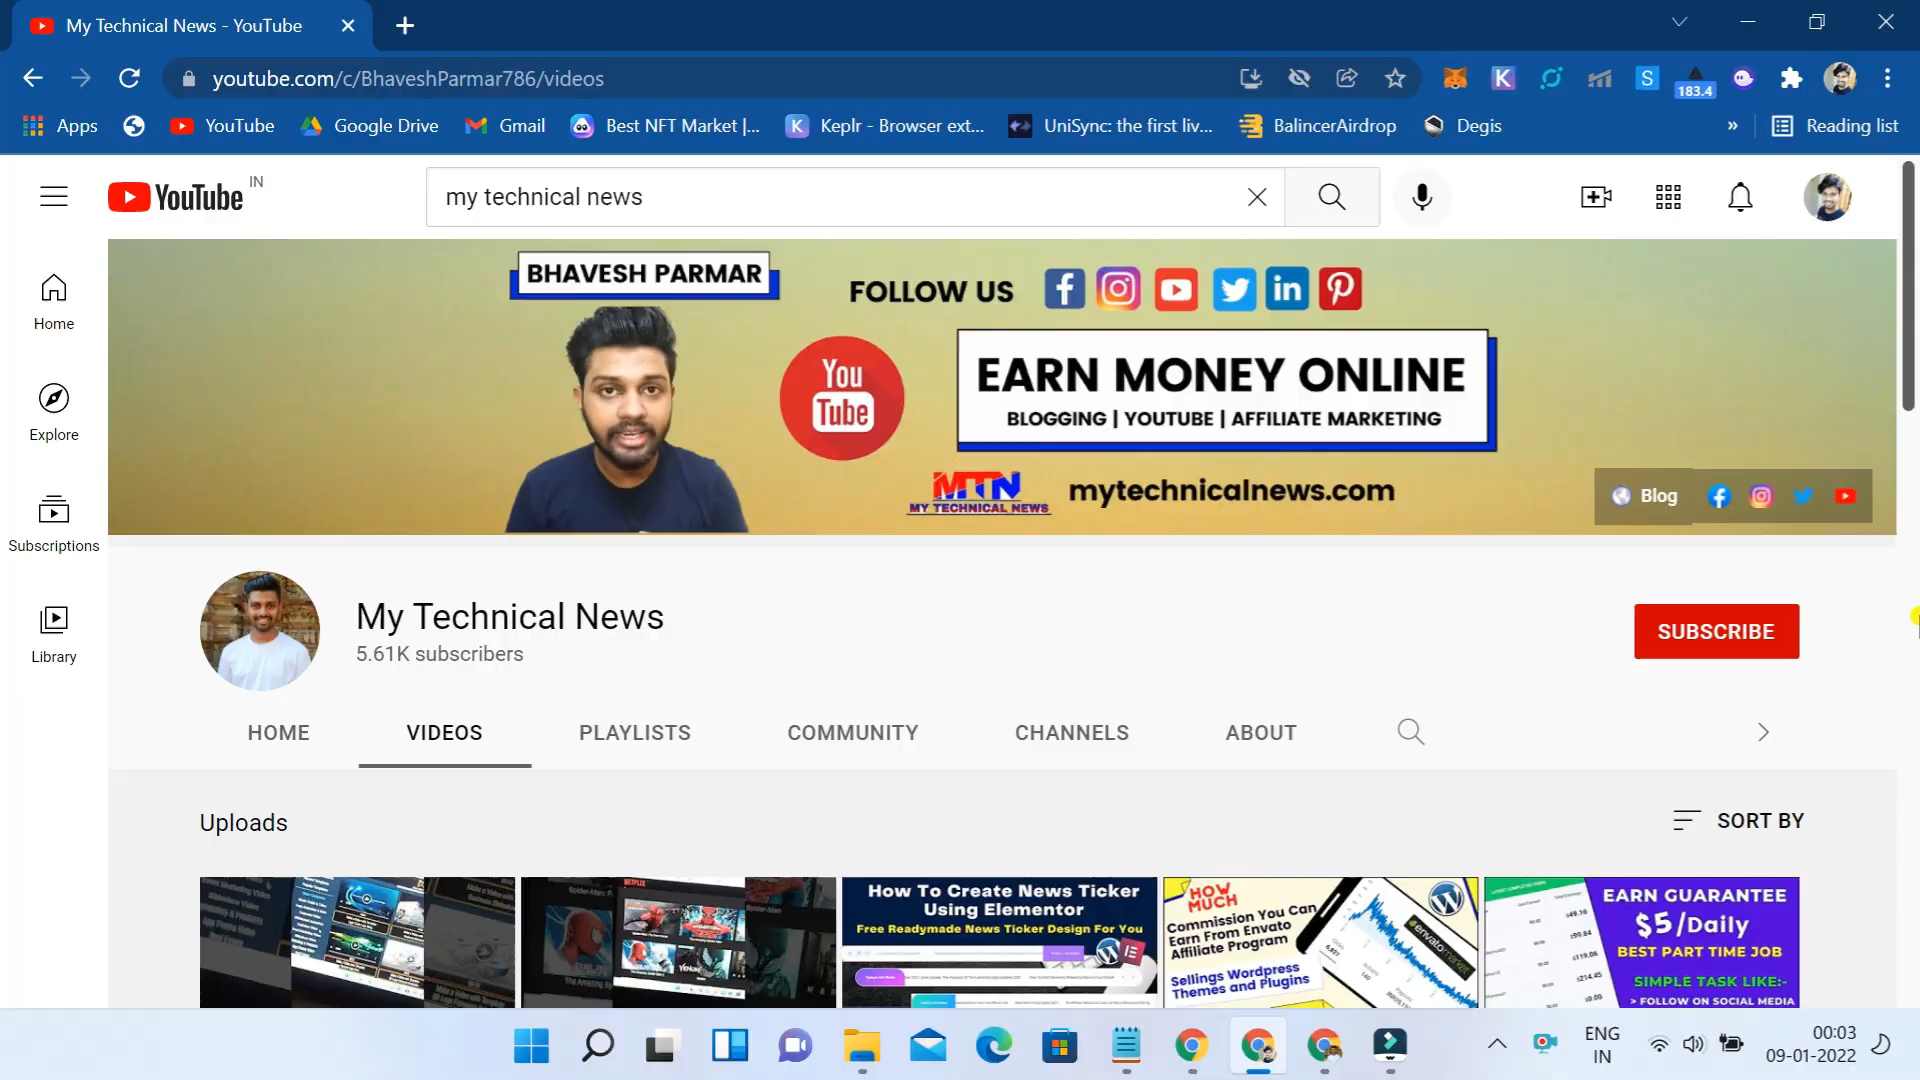 My Technical News - YouTube
youtube.com/c/BhaveshParmar786/videos
183.4
Apps
YouTube
Google Drive
Gmail
Best NFT Market |...
Keplr - Browser ext...
UniSync: the first liv...
BalincerAirdrop
Degis
»
Reading list
YouTube IN
my technical news
Home
Explore
Subscriptions
Library
BHAVESH PARMAR
FOLLOW US
You
Tube
EARN MONEY ONLINE
BLOGGING | YOUTUBE | AFFILIATE MARKETING
MTN
MY TECHNICAL NEWS
mytechnicalnews.com
Blog
My Technical News
5.61K subscribers
SUBSCRIBE
HOME
VIDEOS
PLAYLISTS
COMMUNITY
CHANNELS
ABOUT
Uploads
SORT BY
NETFLIX
How To Create News Ticker
Using Elementor
Free Readymade News Ticker Design For You
HOW
MUCH
Commission You Can
Earn From Envato
Affiliate Program
Sellings Wordpress
Themes and Plugins
envatomarket
EARN GUARANTEE
$5/Daily
BEST PART TIME JOB
SIMPLE TASK LIKE:-
> FOLLOW ON SOCIAL MEDIA
ENG
IN
00:03
09-01-2022